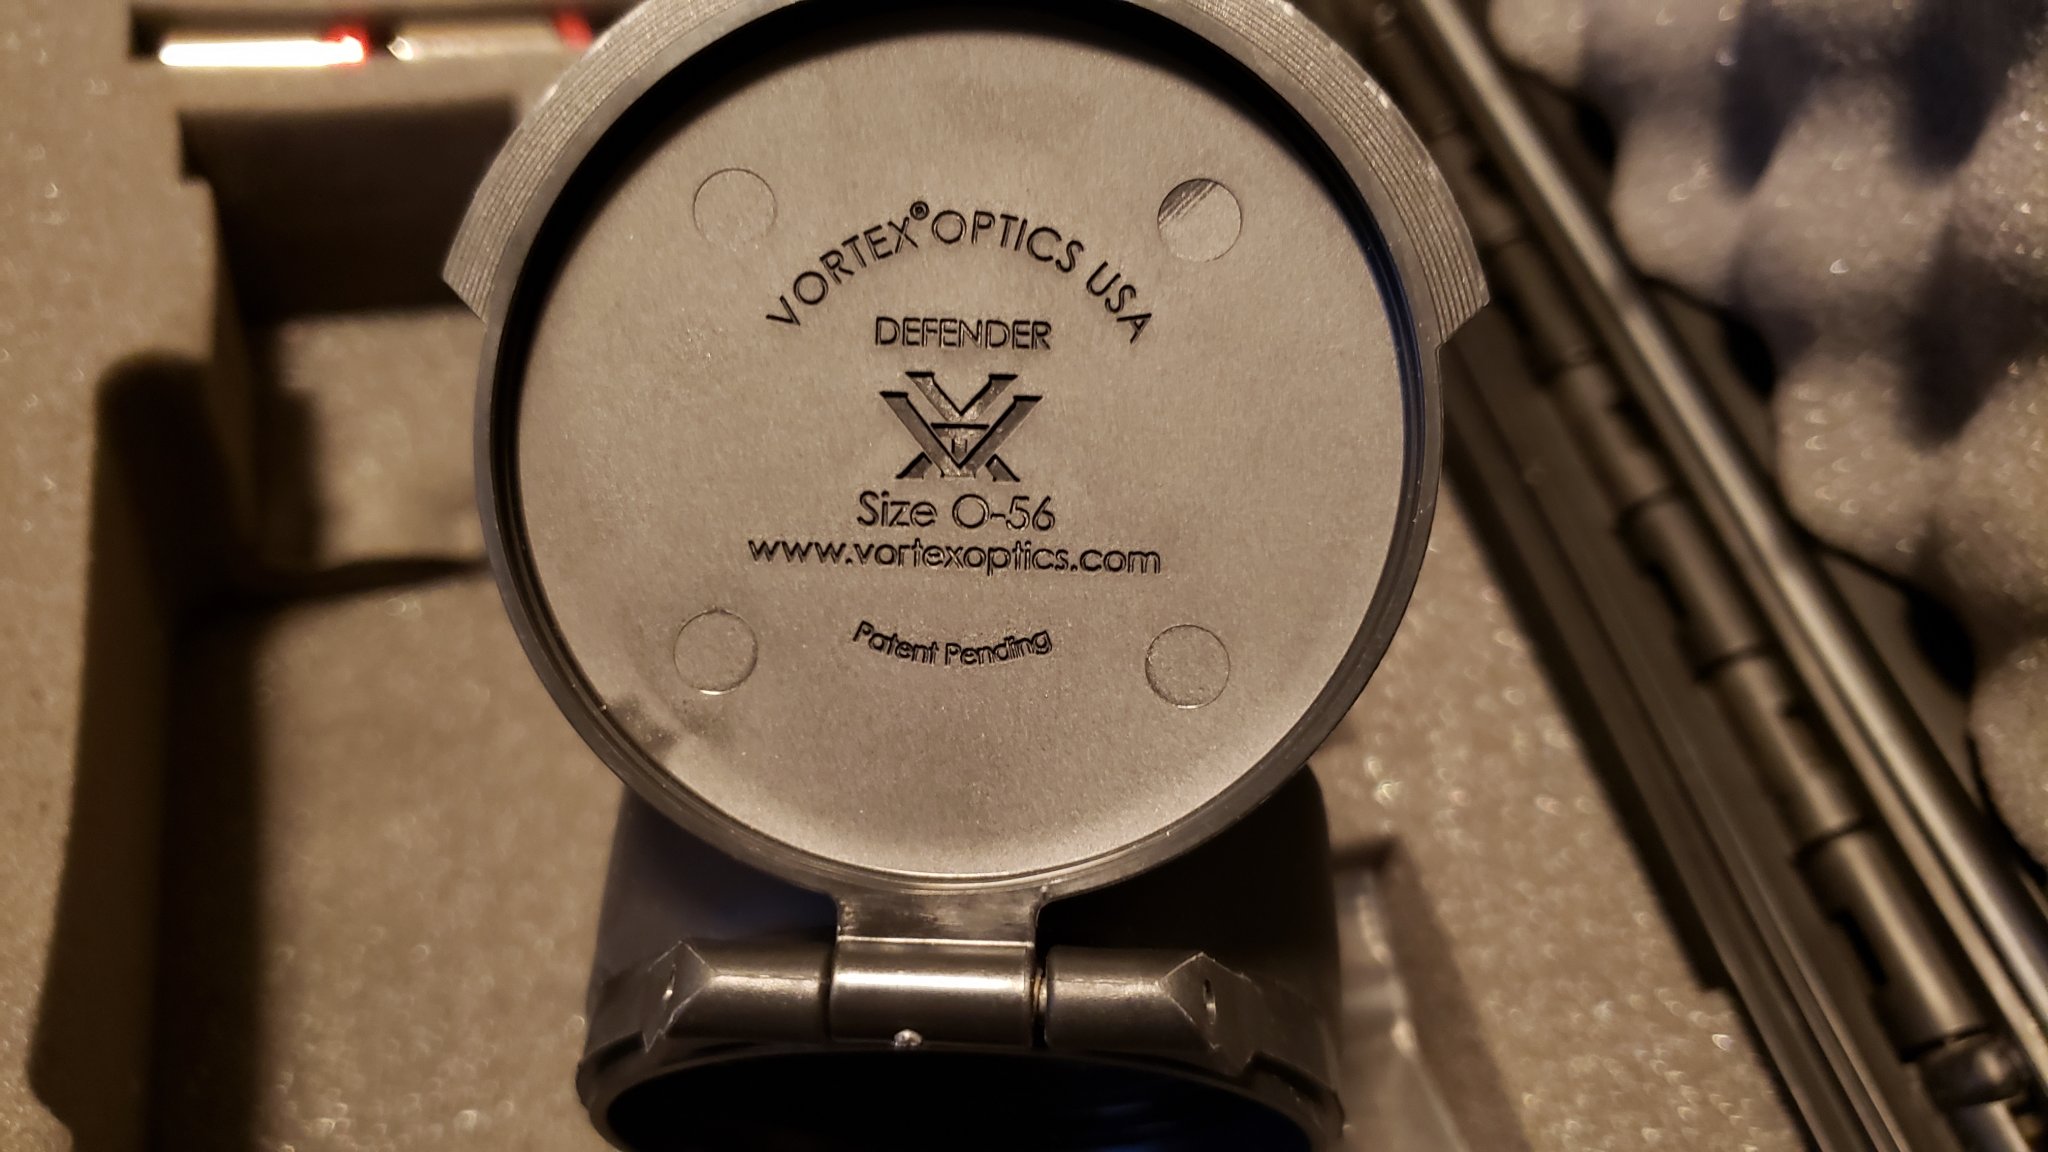 VORTEX® OPTICS USA
DEFENDER
H
Size O-56
www.vortexoptics.com
Patent Pending